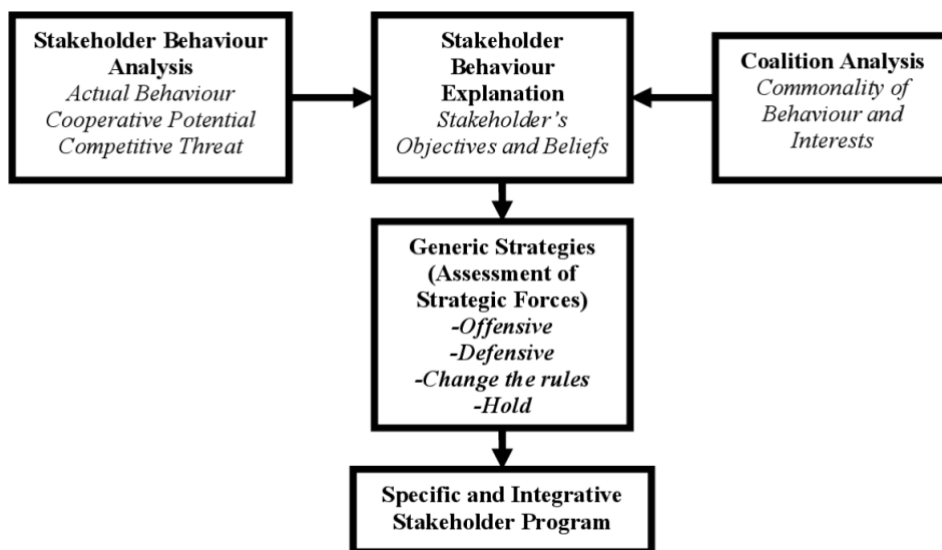 Stakeholder Behaviour
Analysis
Actual Behaviour
Cooperative Potential
Competitive Threat
Stakeholder
Behaviour
Explanation
Stakeholder’s
Objectives and Beliefs
Coalition Analysis
Commonality of
Behaviour and
Interests
Generic Strategies
(Assessment of
Strategic Forces)
-Offensive
-Defensive
-Change the rules
-Hold
Specific and Integrative
Stakeholder Program